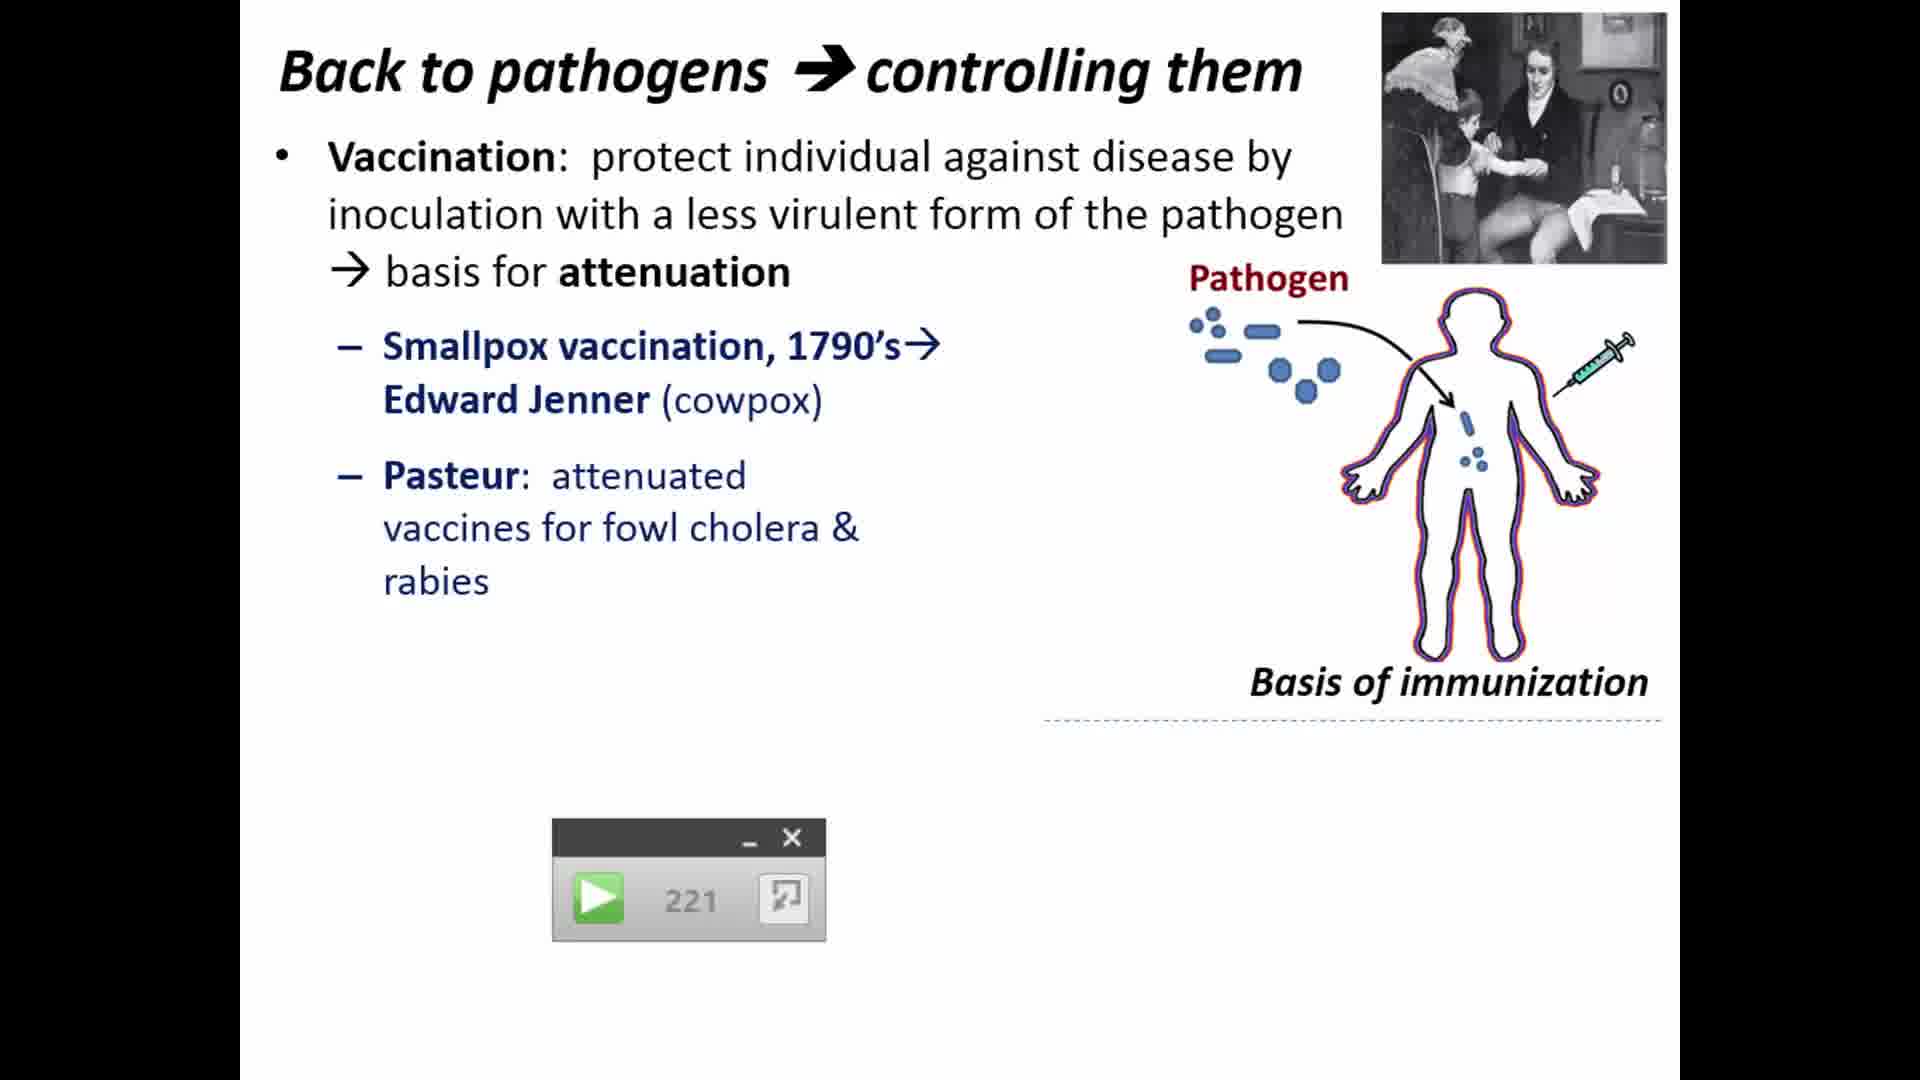 Back to pathogens → controlling them
• Vaccination: protect individual against disease by
inoculation with a less virulent form of the pathogen
→ basis for attenuation
Pathogen
– Smallpox vaccination, 1790's→
Edward Jenner (cowpox)
– Pasteur: attenuated
vaccines for fowl cholera &
rabies
Basis of immunization
221